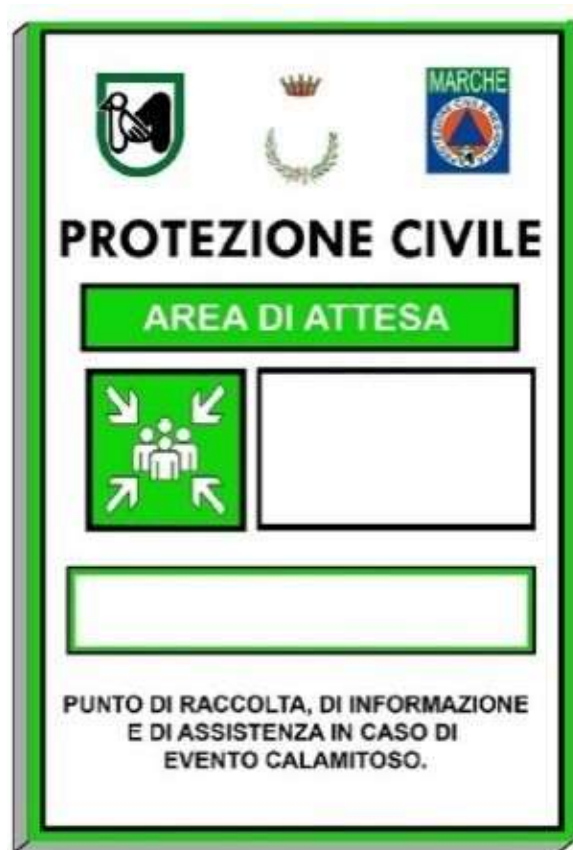 MARCHE
PROTEZIONE CIVILE
AREA DI ATTESA
PUNTO DI RACCOLTA, DI INFORMAZIONE
E DI ASSISTENZA IN CASO DI
EVENTO CALAMITOSO.